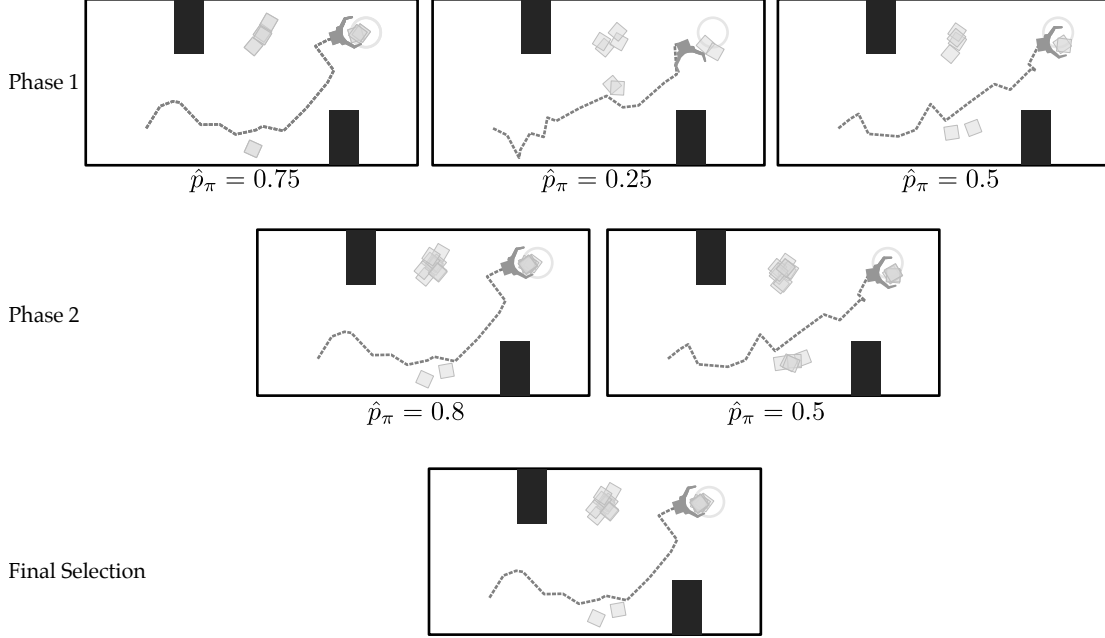 Phase 1
p̂π = 0.75
p̂π = 0.25
p̂π = 0.5
Phase 2
p̂π = 0.8
p̂π = 0.5
Final Selection